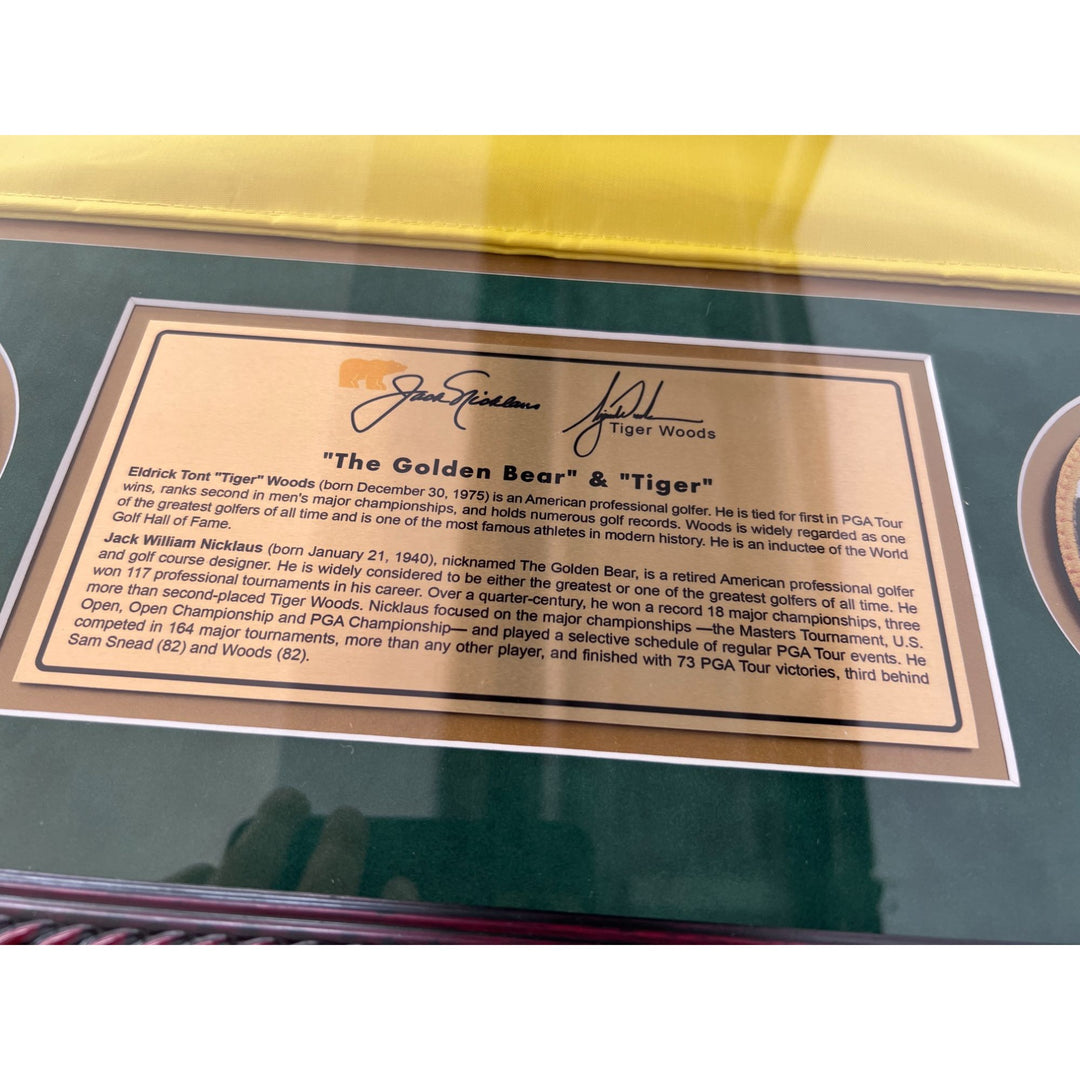 Jack Nicklaus
Tiger Woods
Tiger Woods
"The Golden Bear" & "Tiger"
Eldrick Tont "Tiger" Woods (born December 30, 1975) is an American professional golfer. He is tied for first in PGA Tour
wins, ranks second in men's major championships, and holds numerous golf records. Woods is widely regarded as one
of the greatest golfers of all time and is one of the most famous athletes in modern history. He is an inductee of the World
Golf Hall of Fame.
Jack William Nicklaus (born January 21, 1940), nicknamed The Golden Bear, is a retired American professional golfer
and golf course designer. He is widely considered to be either the greatest or one of the greatest golfers of all time. He
won 117 professional tournaments in his career. Over a quarter-century, he won a record 18 major championships, three
more than second-placed Tiger Woods. Nicklaus focused on the major championships —the Masters Tournament, U.S.
Open, Open Championship and PGA Championship— and played a selective schedule of regular PGA Tour events. He
competed in 164 major tournaments, more than any other player, and finished with 73 PGA Tour victories, third behind
Sam Snead (82) and Woods (82).